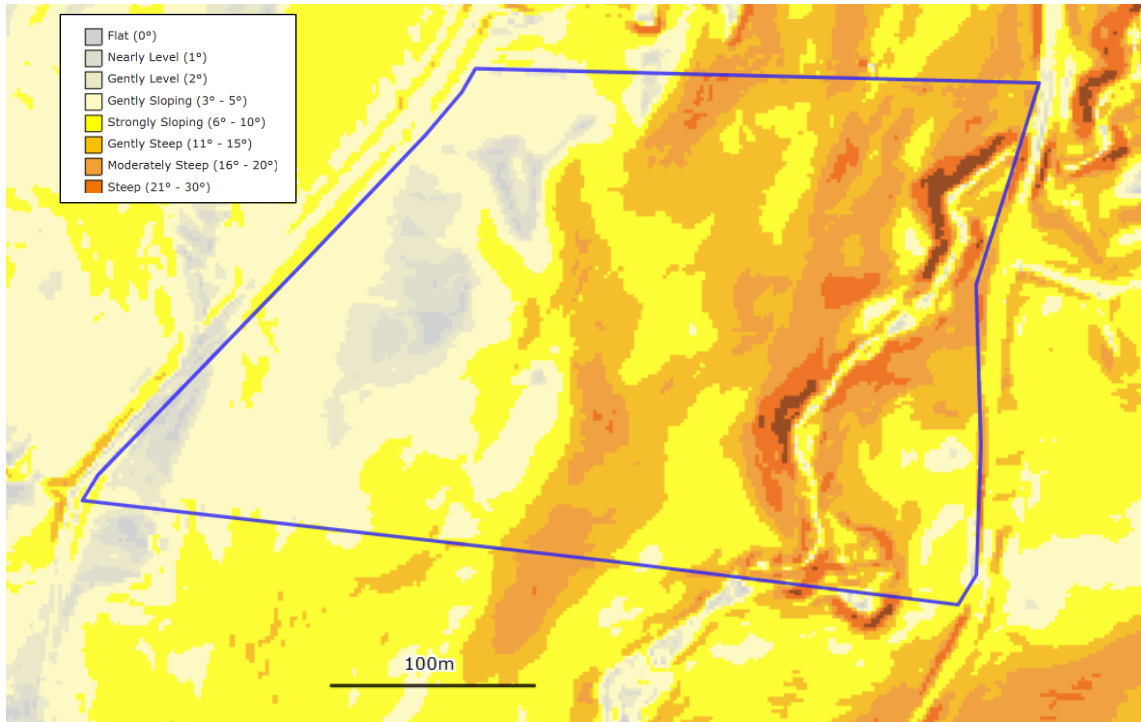 Flat (0°)
Nearly Level (1°)
Gently Level (2°)
Gently Sloping (3° - 5°)
Strongly Sloping (6° - 10°)
Gently Steep (11° - 15°)
Moderately Steep (16° - 20°)
Steep (21° - 30°)
100m